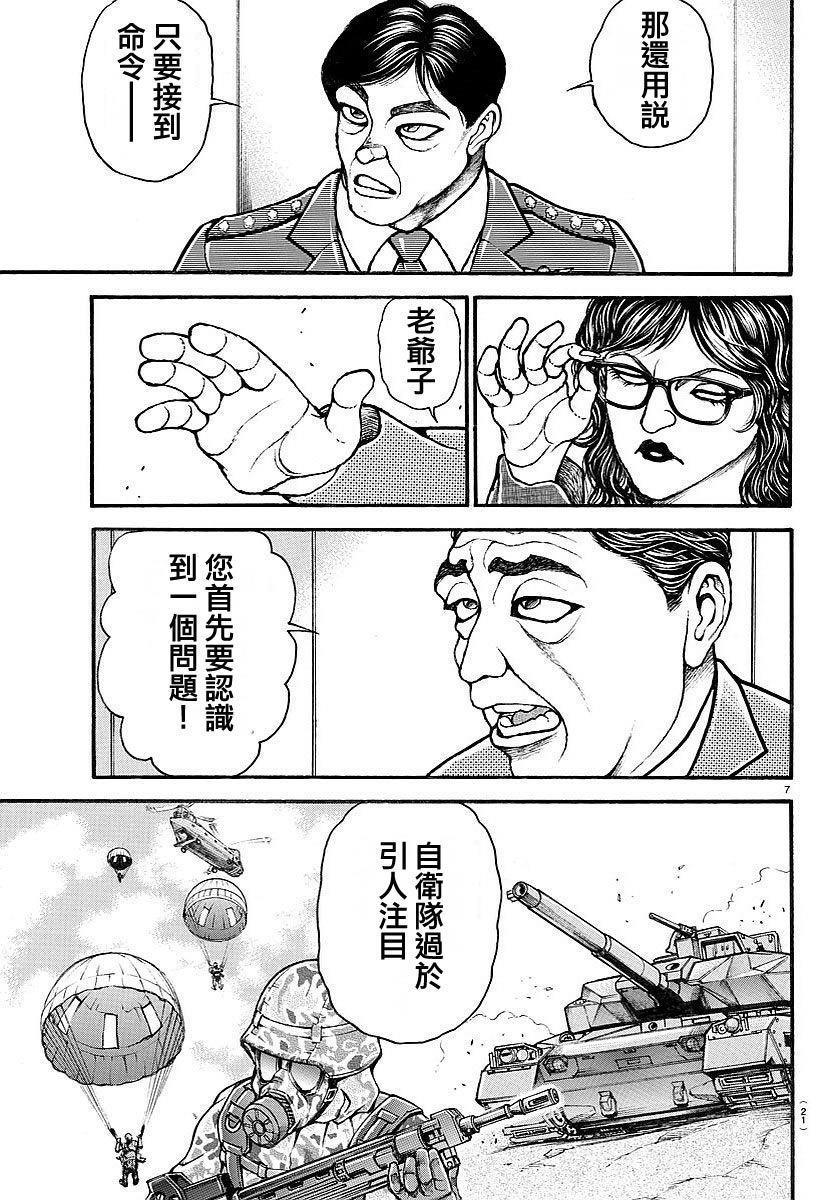 那還用説
只要接到
命令——
老爺子
您首先要認識
到一個問題！
7
自衛隊過於
引人注目
(21)